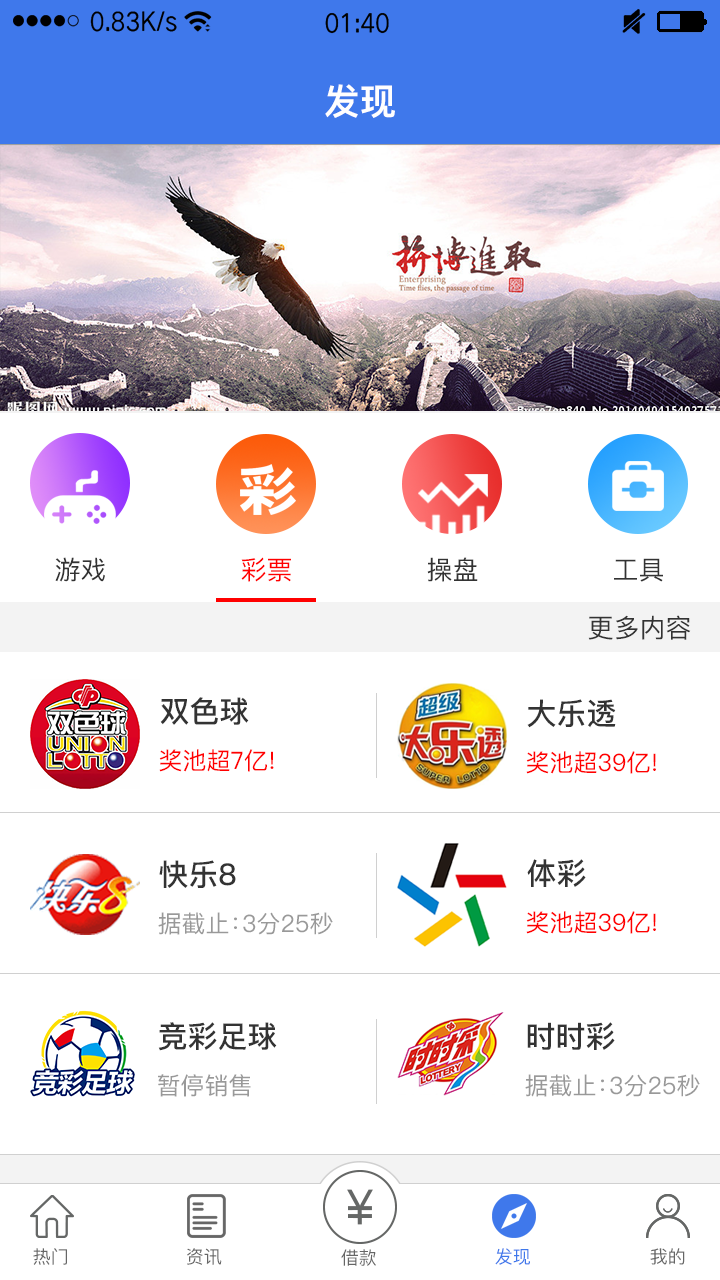 0.83K/s
01:40
发现
拼博進取
Enterprising
Time flies, the passage of time
昵图网 www.nipic.com
彩
游戏
彩票
操盘
工具
更多内容
双色球
UNION
LOTTO
双色球
奖池超7亿!
超级
大乐透
SUPER LOTTO
大乐透
奖池超39亿!
快乐8
快乐8
据截止:3分25秒
体彩
奖池超39亿!
竞彩足球
竞彩足球
暂停销售
时时彩
LOTTERY
时时彩
据截止:3分25秒
¥
热门
资讯
借款
发现
我的